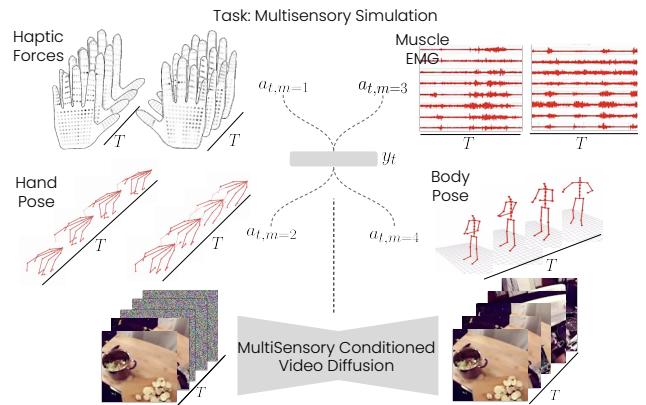 Task: Multisensory Simulation
Haptic
Forces
T
T
a_{t,m=1}
a_{t,m=3}
Muscle
EMG
T
T
y_t
Hand
Pose
T
T
a_{t,m=2}
a_{t,m=4}
Body
Pose
T
T
MultiSensory Conditioned
Video Diffusion
T